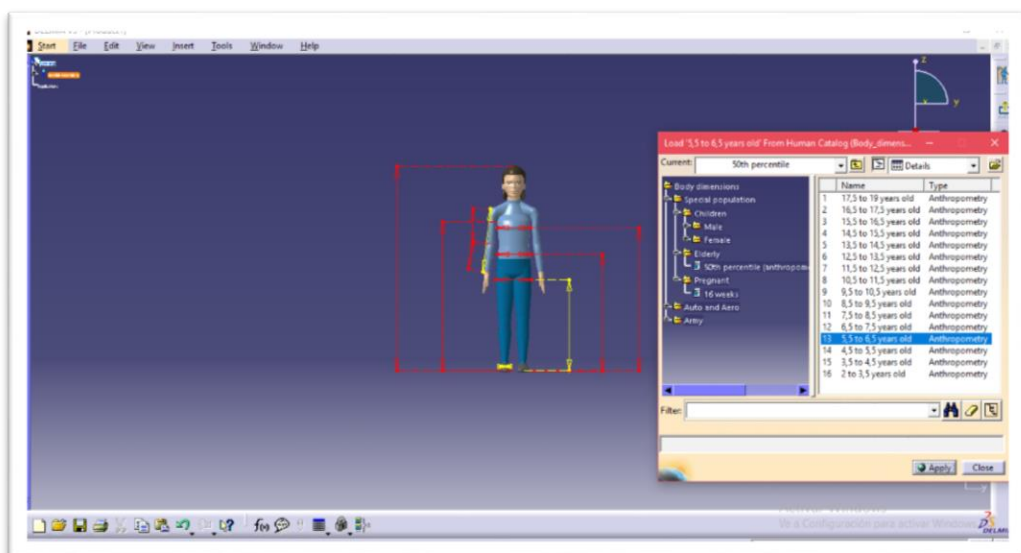 Start File Edit View Insert Tools Window Help
z
y
Load '5,5 to 6,5 years old' From Human Catalog (Body_dimens...
Current: 50th percentile Details
Body dimensions
Special population
Children
Male
Female
Elderly
50th percentile (anthropom
Pregnant
16 weeks
Auto and Aero
Army
Name Type
1 17,5 to 19 years old Anthropometry
2 16,5 to 17,5 years old Anthropometry
3 15,5 to 16,5 years old Anthropometry
4 14,5 to 15,5 years old Anthropometry
5 13,5 to 14,5 years old Anthropometry
6 12,5 to 13,5 years old Anthropometry
7 11,5 to 12,5 years old Anthropometry
8 10,5 to 11,5 years old Anthropometry
9 9,5 to 10,5 years old Anthropometry
10 8,5 to 9,5 years old Anthropometry
11 7,5 to 8,5 years old Anthropometry
12 6,5 to 7,5 years old Anthropometry
13 5,5 to 6,5 years old Anthropometry
14 4,5 to 5,5 years old Anthropometry
15 3,5 to 4,5 years old Anthropometry
16 2 to 3,5 years old Anthropometry
Filter:
Apply Close
f(x)
Activar Windows
Ve a Configuración para activar Windows.